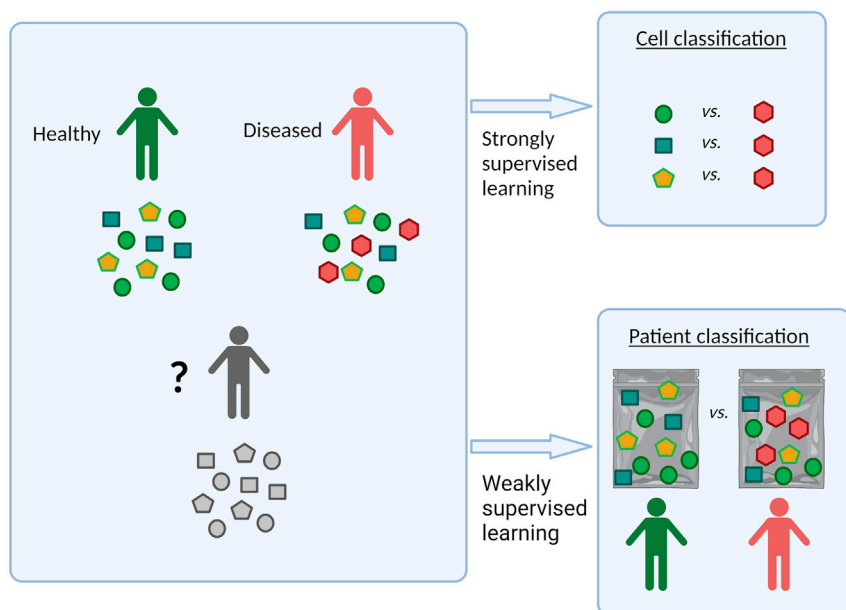 Healthy
Diseased
?
Strongly
supervised
learning
Cell classification
vs.
vs.
vs.
Weakly
supervised
learning
Patient classification
vs.